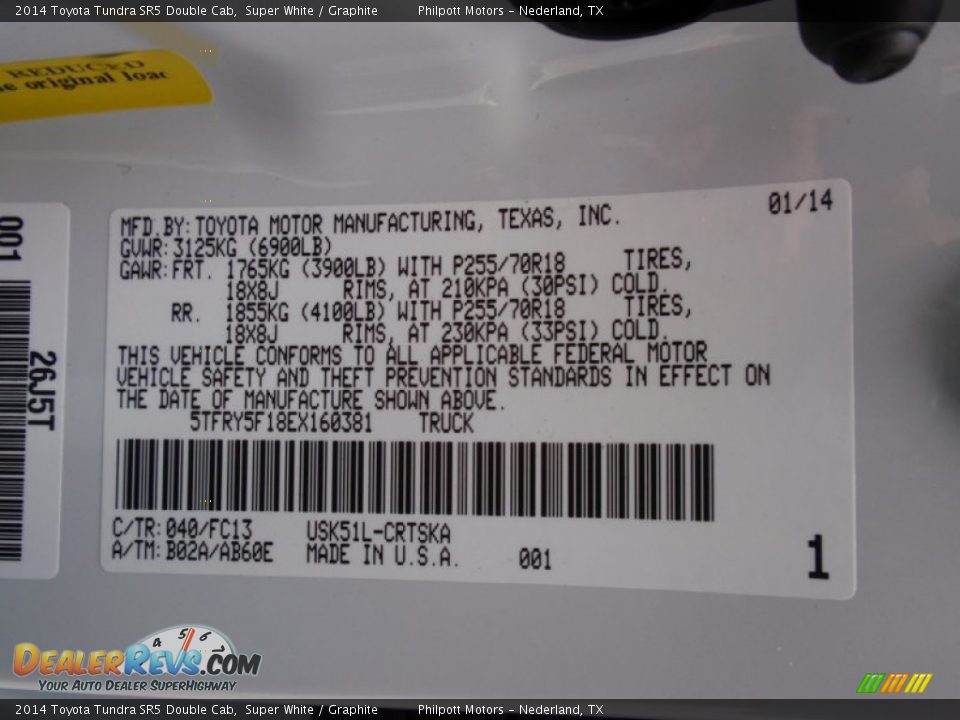 2014 Toyota Tundra SR5 Double Cab, Super White / Graphite Philpott Motors – Nederland, TX
REDUCED
original load
01/14
MFD. BY: TOYOTA MOTOR MANUFACTURING, TEXAS, INC.
GVWR: 3125KG (6900LB)
GAWR: FRT. 1765KG (3900LB) WITH P255/70R18 TIRES,
18X8J RIMS, AT 210KPA (30PSI) COLD.
RR. 1855KG (4100LB) WITH P255/70R18 TIRES,
18X8J RIMS, AT 230KPA (33PSI) COLD.
THIS VEHICLE CONFORMS TO ALL APPLICABLE FEDERAL MOTOR
VEHICLE SAFETY AND THEFT PREVENTION STANDARDS IN EFFECT ON
THE DATE OF MANUFACTURE SHOWN ABOVE.
5TFRY5F18EX160381 TRUCK
C/TR: 040/FC13 USK51L-CRTSKA
A/TM: B02A/AB60E MADE IN U.S.A. 001
1
001
26J5T
4 5 6 7
DEALERREVS.COM
YOUR AUTO DEALER SUPERHIGHWAY
2014 Toyota Tundra SR5 Double Cab, Super White / Graphite Philpott Motors – Nederland, TX